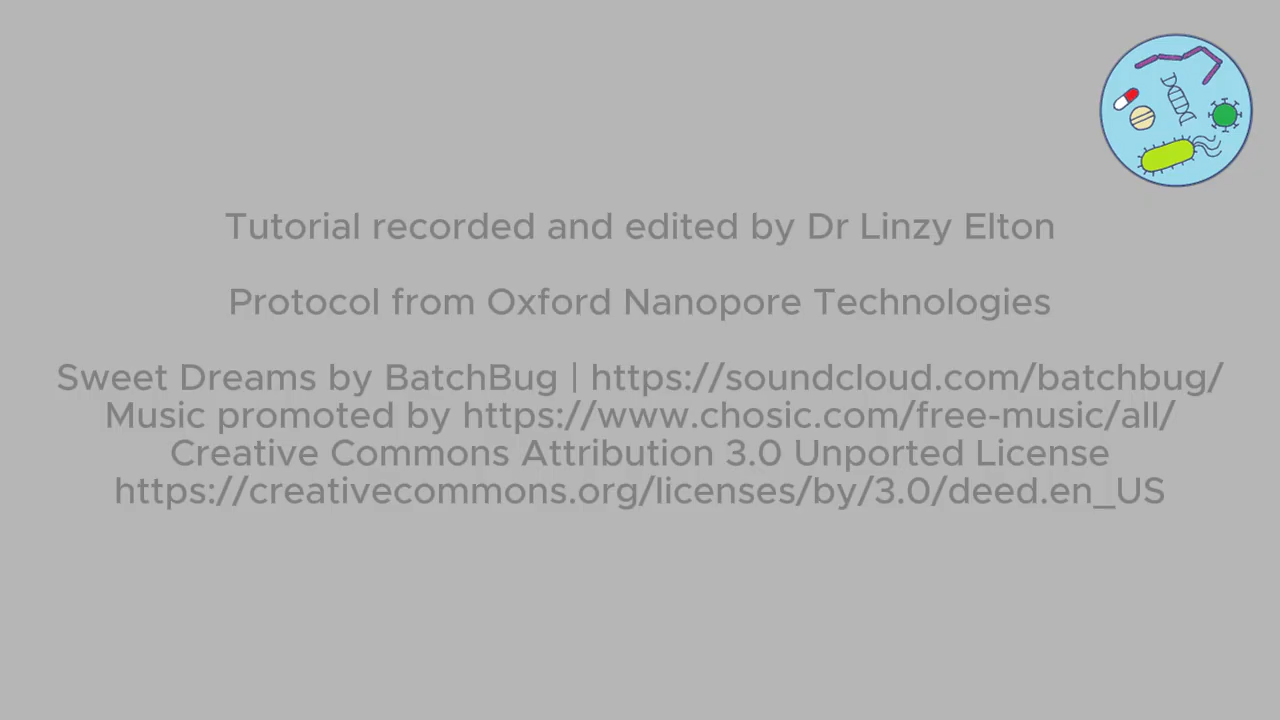 Tutorial recorded and edited by Dr Linzy Elton
Protocol from Oxford Nanopore Technologies
Sweet Dreams by BatchBug | https://soundcloud.com/batchbug/
Music promoted by https://www.chosic.com/free-music/all/
Creative Commons Attribution 3.0 Unported License
https://creativecommons.org/licenses/by/3.0/deed.en_US